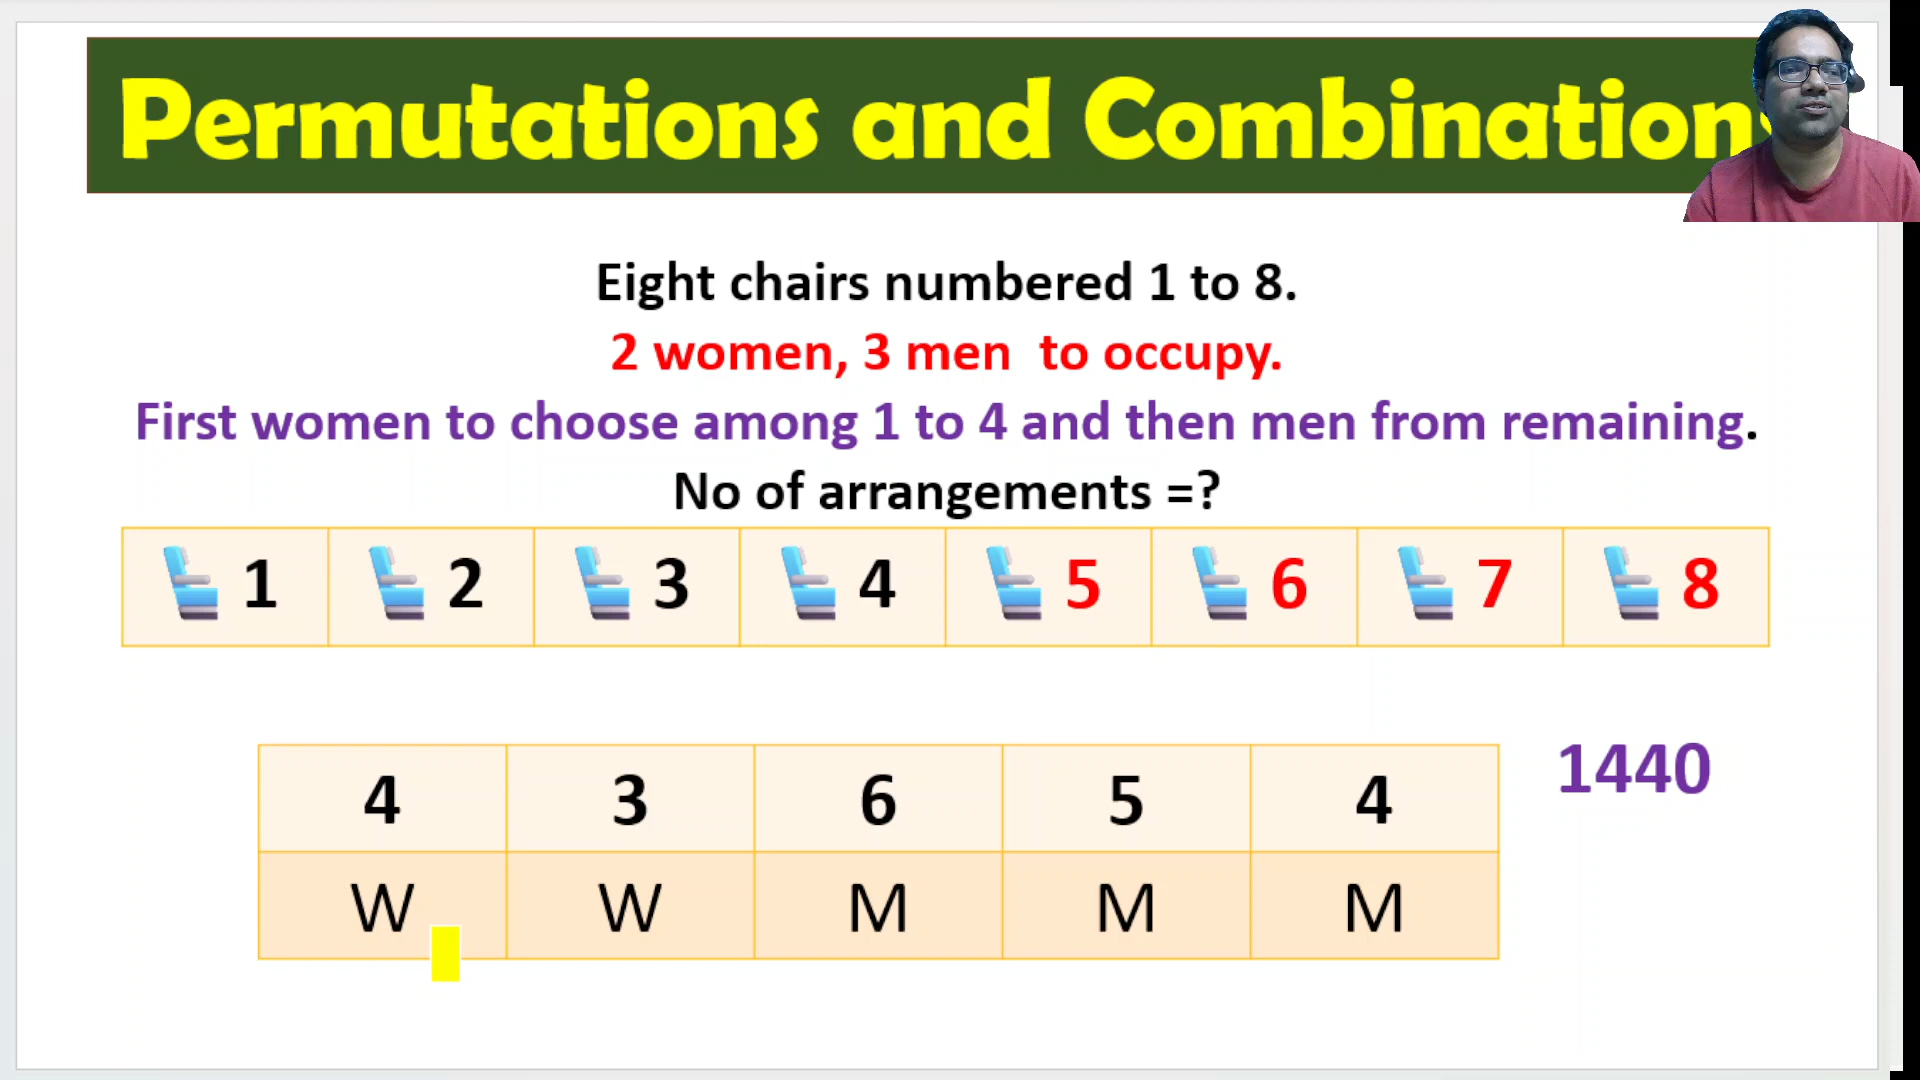 Permutations and Combinations
Eight chairs numbered 1 to 8.
2 women, 3 men to occupy.
First women to choose among 1 to 4 and then men from remaining.
No of arrangements =?
1 2 3 4 5 6 7 8
4 3 6 5 4 1440
W W M M M